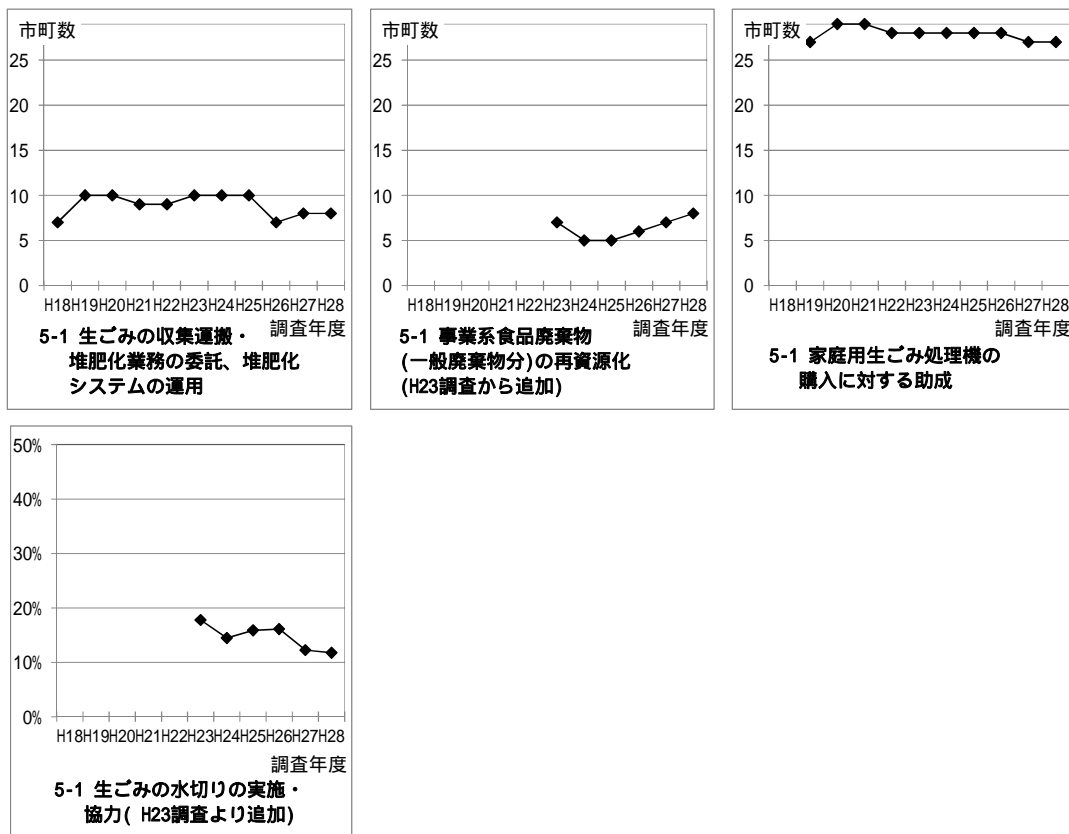 市町数
25
20
15
10
5
0
H18H19H20H21H22H23H24H25H26H27H28
調査年度
5-1 生ごみの収集運搬・
堆肥化業務の委託、堆肥化
システムの運用
市町数
25
20
15
10
5
0
H18H19H20H21H22H23H24H25H26H27H28
調査年度
5-1 事業系食品廃棄物
(一般廃棄物分)の再資源化
(H23調査から追加)
市町数
25
20
15
10
5
0
H18H19H20H21H22H23H24H25H26H27H28
調査年度
5-1 家庭用生ごみ処理機の
購入に対する助成
50%
40%
30%
20%
10%
0%
H18H19H20H21H22H23H24H25H26H27H28
調査年度
5-1 生ごみの水切りの実施・
協力( H23調査より追加)